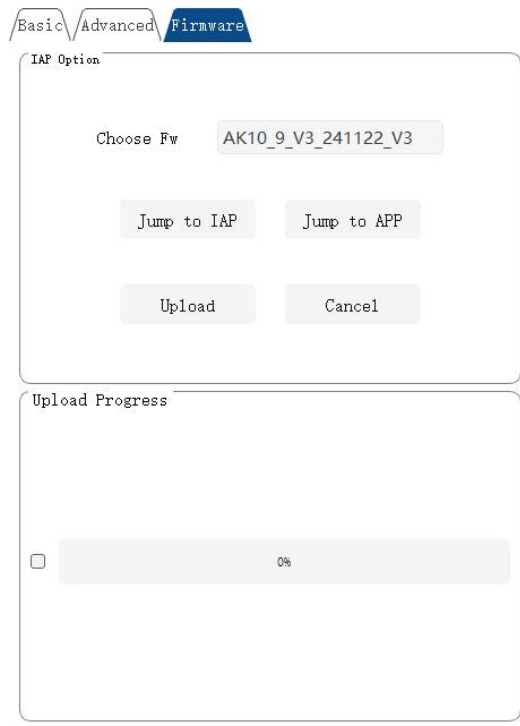 Basic Advanced Firmware
IAP Option
Choose Fw AK10_9_V3_241122_V3
Jump to IAP Jump to APP
Upload Cancel
Upload Progress
0%